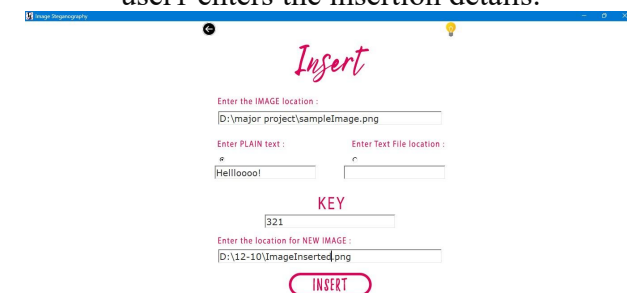 user1 enters the insertion details:
Image Steganography
Insert
Enter the IMAGE location :
D:\major project\sampleImage.png
Enter PLAIN text : Enter Text File location :
Hellloooo!
KEY
321
Enter the location for NEW IMAGE :
D:\12-10\ImageInserted.png
INSERT